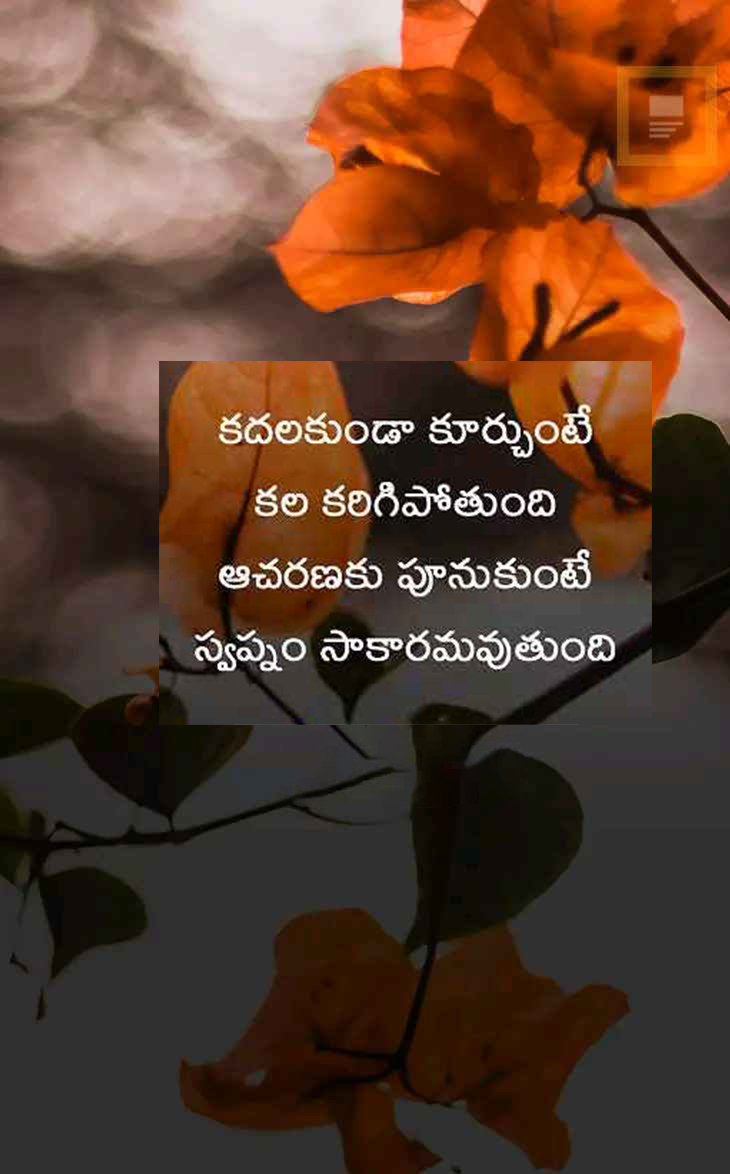 కదలకుండా కూర్చుంటే
కల కరిగిపోతుంది
ఆచరణకు పూనుకుంటే
స్వప్నం సాకారమవుతుంది